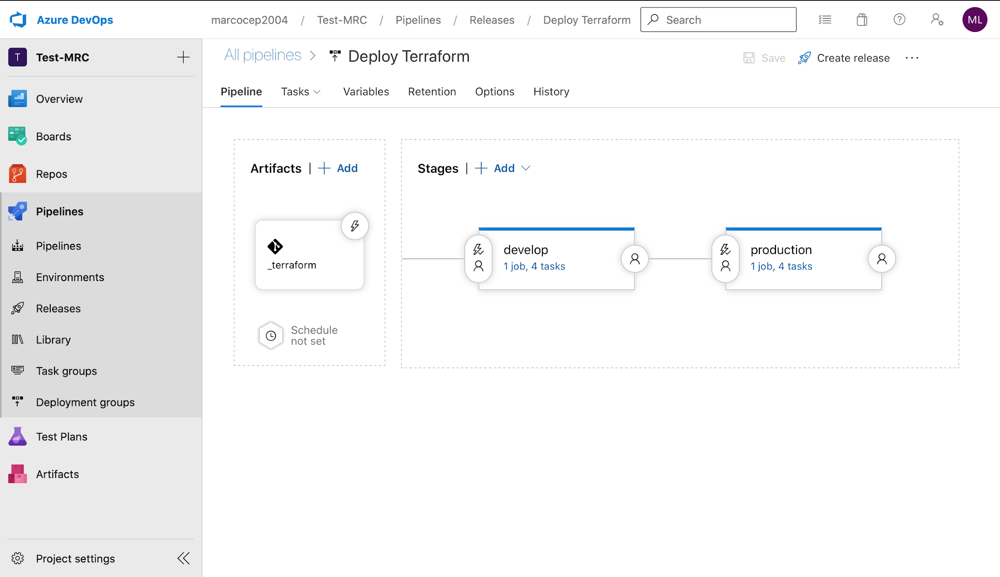 Azure DevOps
marcocep2004 / Test-MRC / Pipelines / Releases / Deploy Terraform
Search
ML
T
Test-MRC
Overview
Boards
Repos
Pipelines
Pipelines
Environments
Releases
Library
Task groups
Deployment groups
Test Plans
Artifacts
Project settings
All pipelines > Deploy Terraform
Save
Create release
Pipeline Tasks Variables Retention Options History
Artifacts | + Add
_terraform
Schedule
not set
Stages | + Add
develop
1 job, 4 tasks
production
1 job, 4 tasks